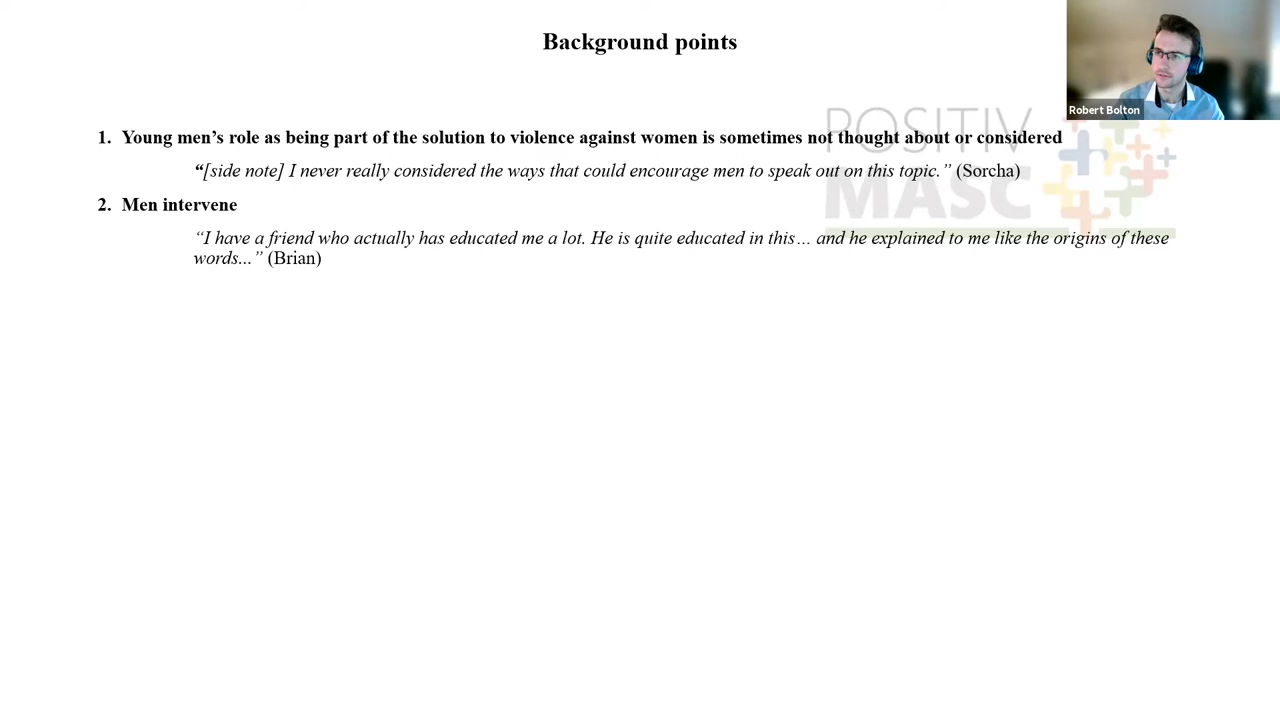 Background points
Robert Bolton
POSITIV
MASC
1. Young men’s role as being part of the solution to violence against women is sometimes not thought about or considered
“[side note] I never really considered the ways that could encourage men to speak out on this topic.” (Sorcha)
2. Men intervene
“I have a friend who actually has educated me a lot. He is quite educated in this… and he explained to me like the origins of these
words...” (Brian)